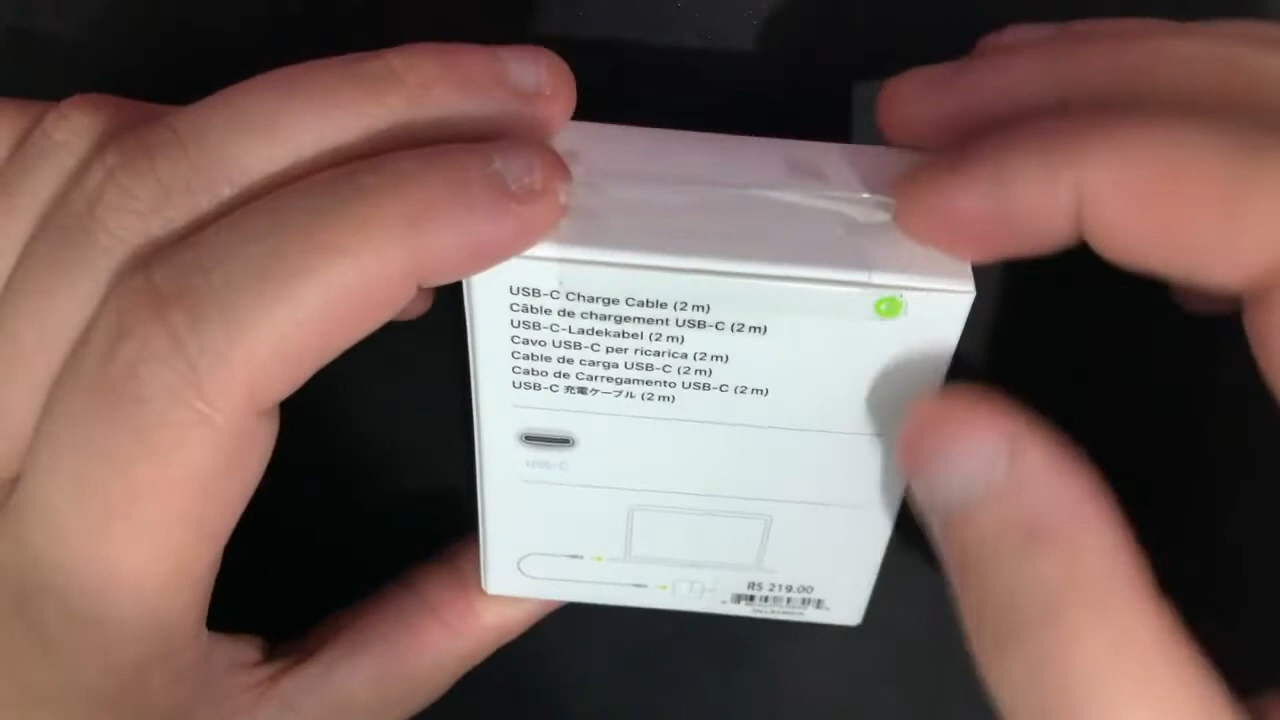 USB-C Charge Cable (2 m)
Câble de chargement USB-C (2 m)
USB-C-Ladekabel (2 m)
Cavo USB-C per ricarica (2 m)
Cable de carga USB-C (2 m)
Cabo de Carregamento USB-C (2 m)
USB-C 充電ケーブル (2 m)
USB-C
R$ 219.00